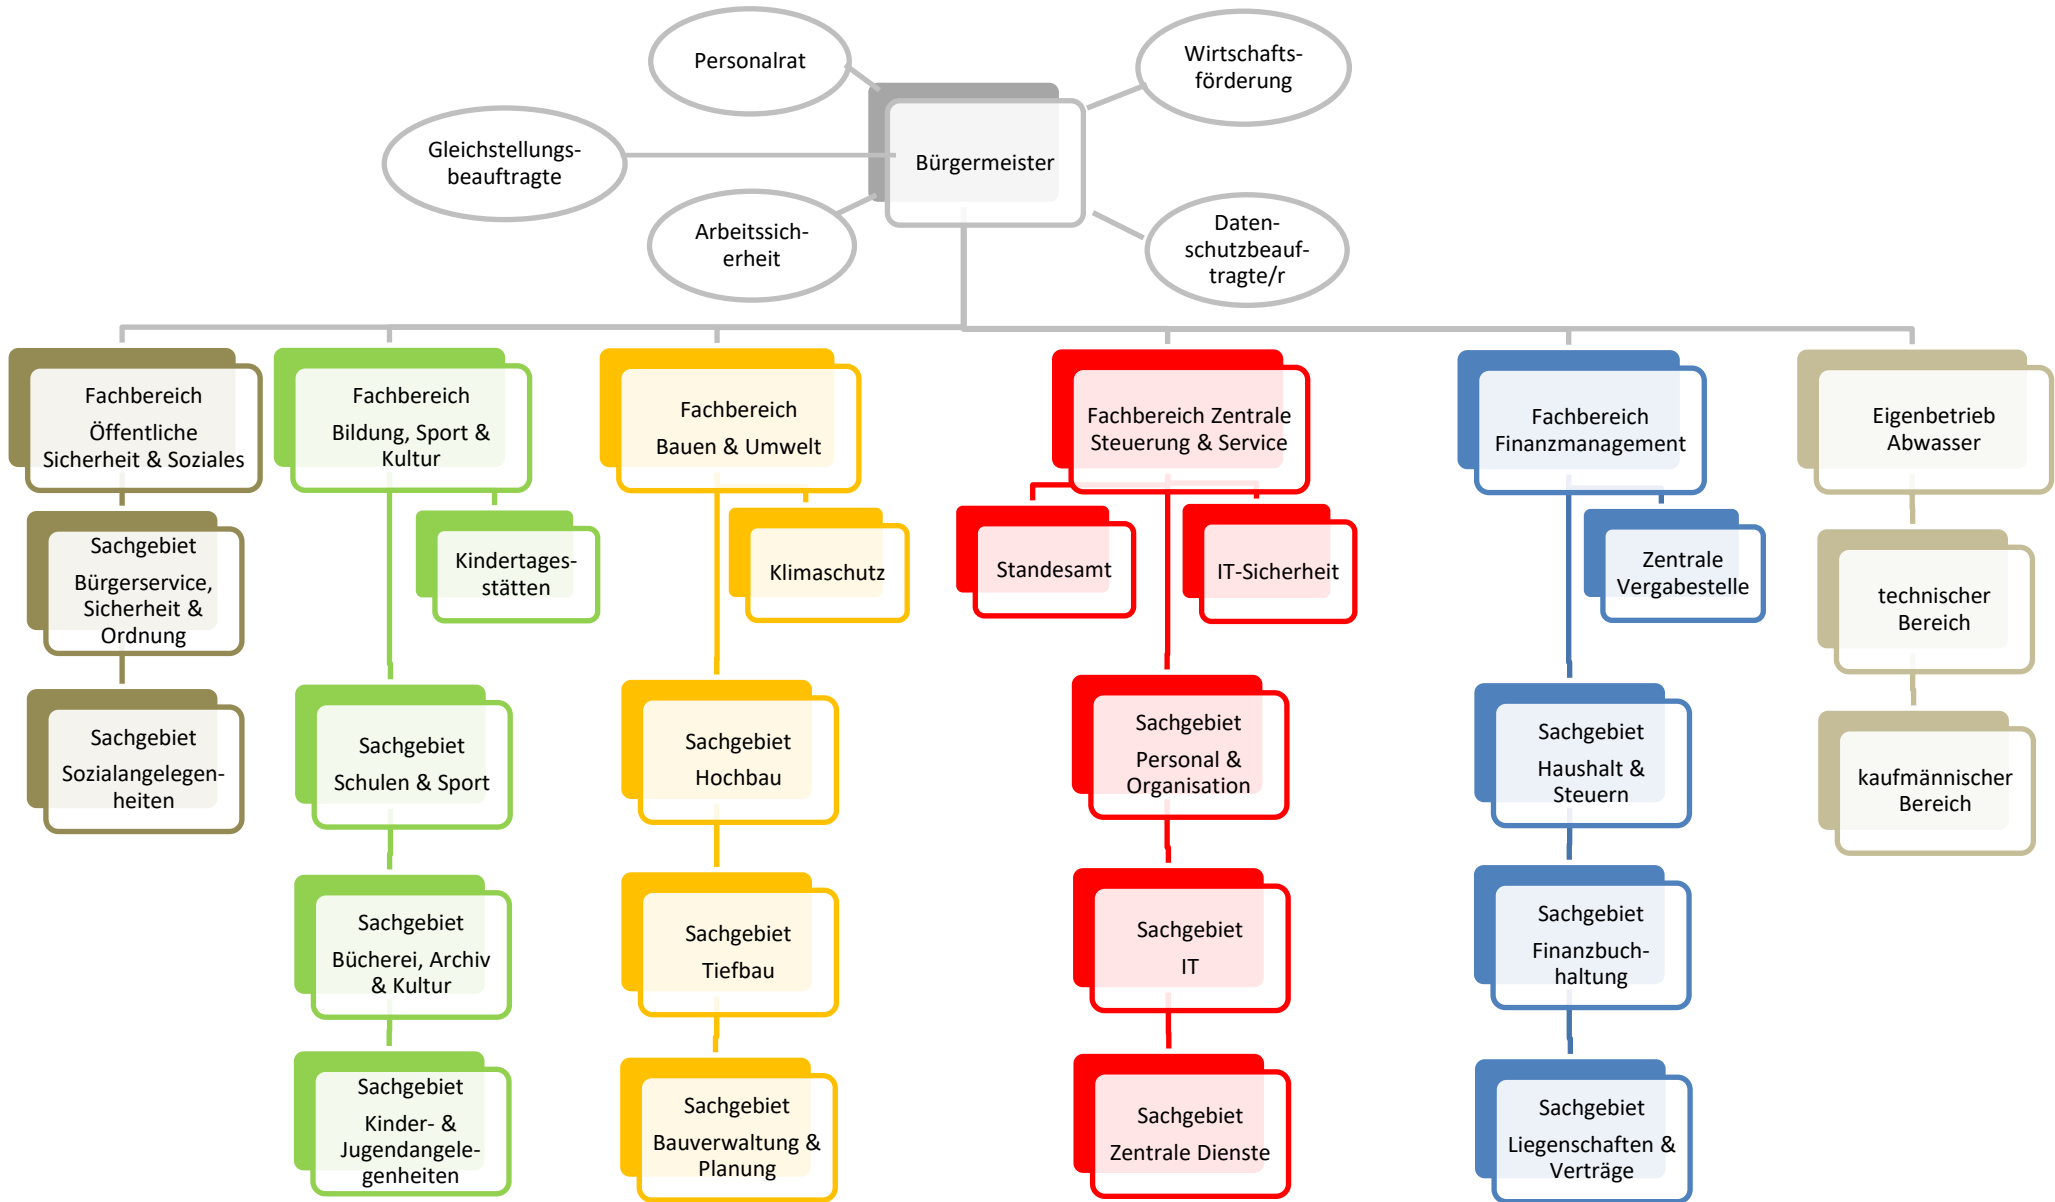 Personalrat
Wirtschafts-
förderung
Gleichstellungs-
beauftragte
Bürgermeister
Arbeitssich-
erheit
Daten-
schutzbeauf-
tragte/r
Fachbereich
Öffentliche
Sicherheit & Soziales
Sachgebiet
Bürgerservice,
Sicherheit &
Ordnung
Sachgebiet
Sozialangelegen-
heiten
Fachbereich
Bildung, Sport &
Kultur
Kindertages-
stätten
Sachgebiet
Schulen & Sport
Sachgebiet
Bücherei, Archiv
& Kultur
Sachgebiet
Kinder- &
Jugendangele-
genheiten
Fachbereich
Bauen & Umwelt
Klimaschutz
Sachgebiet
Hochbau
Sachgebiet
Tiefbau
Sachgebiet
Bauverwaltung &
Planung
Fachbereich Zentrale
Steuerung & Service
Standesamt
IT-Sicherheit
Sachgebiet
Personal &
Organisation
Sachgebiet
IT
Sachgebiet
Zentrale Dienste
Fachbereich
Finanzmanagement
Zentrale
Vergabestelle
Sachgebiet
Haushalt &
Steuern
Sachgebiet
Finanzbuch-
haltung
Sachgebiet
Liegenschaften &
Verträge
Eigenbetrieb
Abwasser
technischer
Bereich
kaufmännischer
Bereich